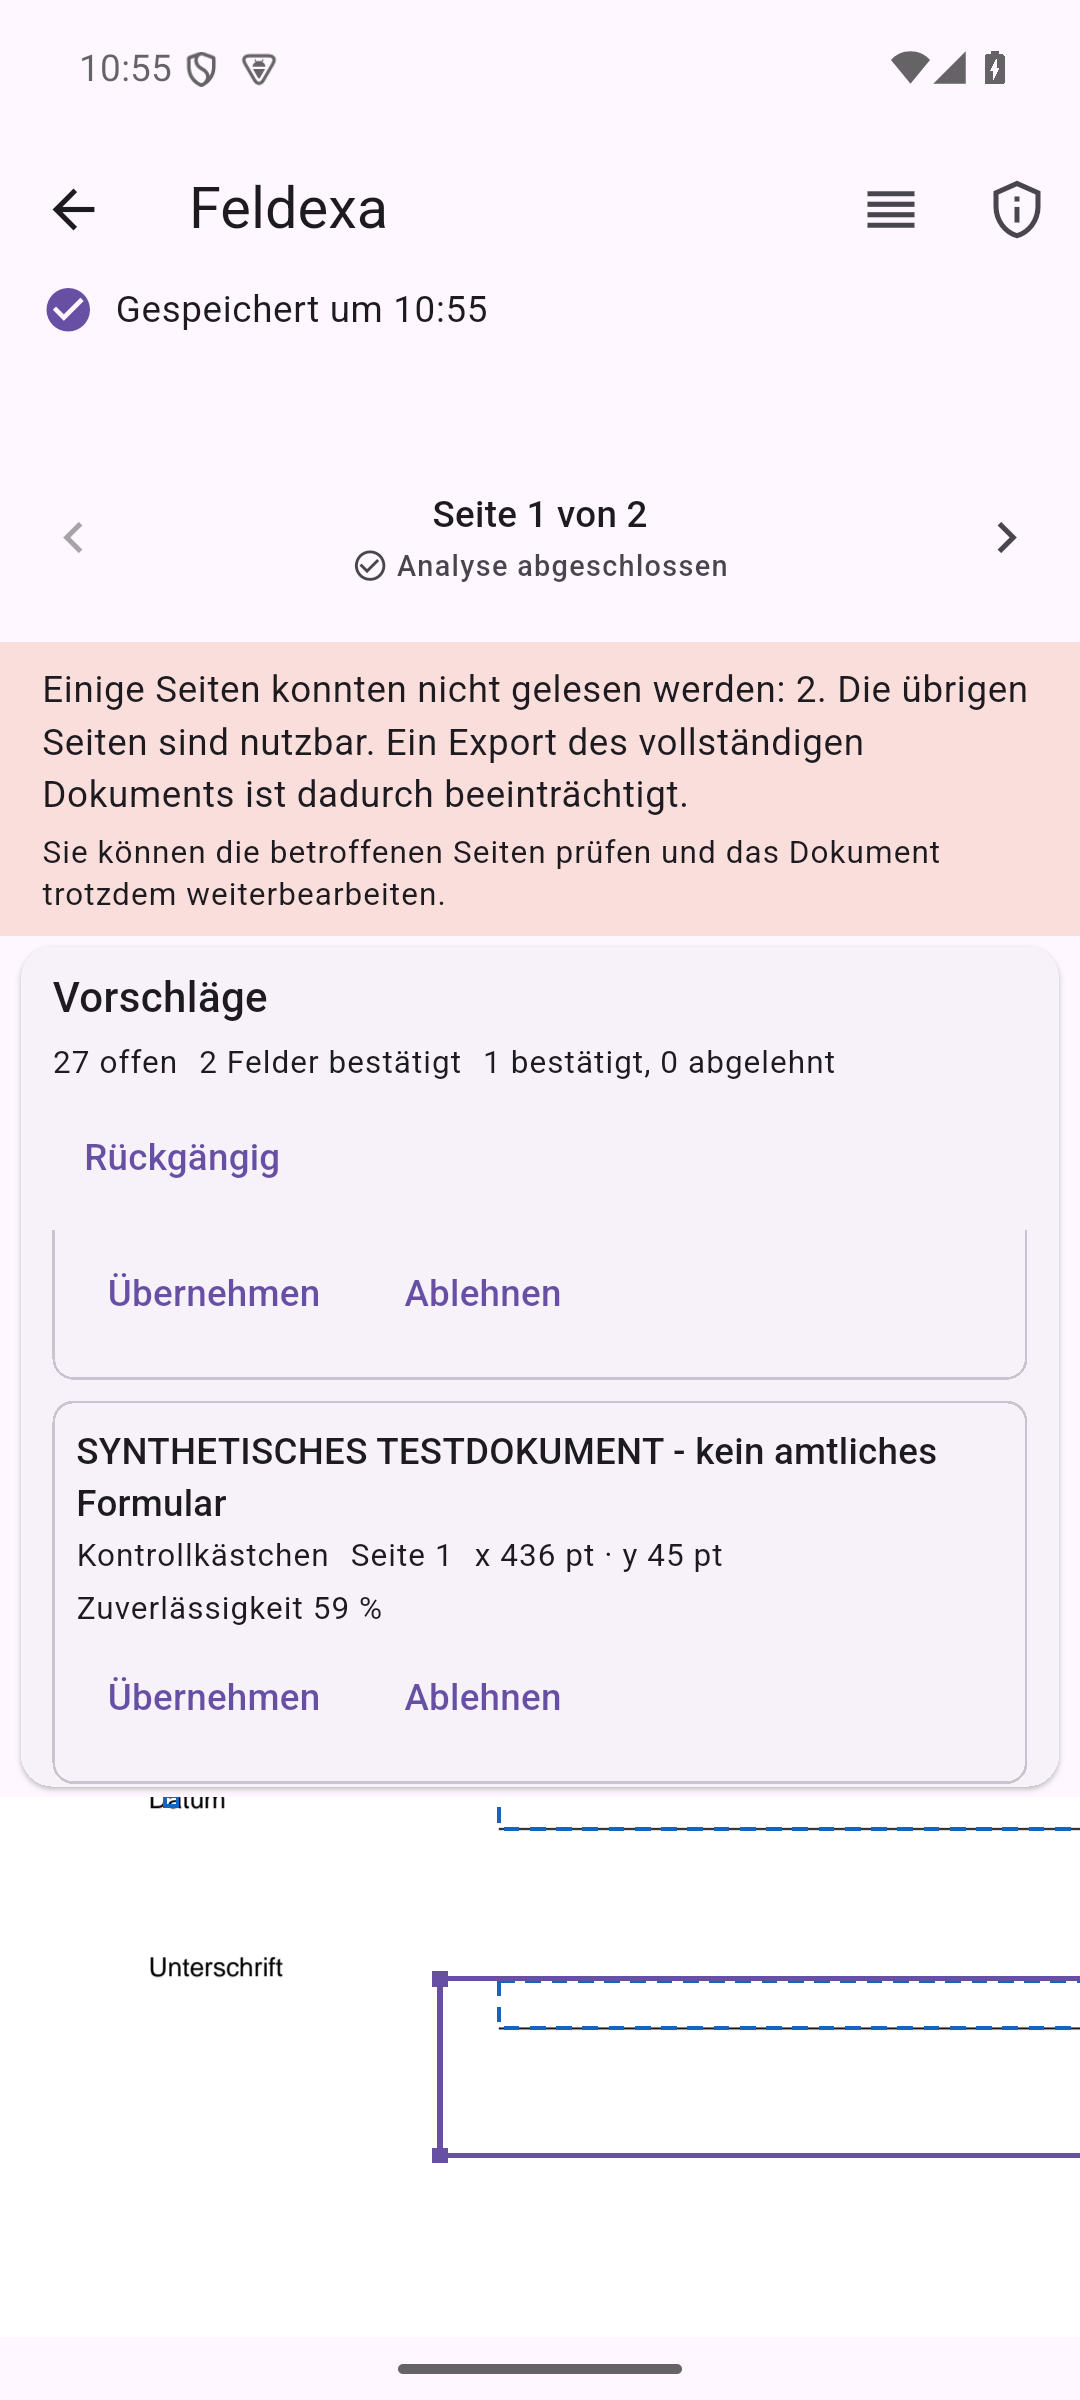 10:55
Feldexa
Gespeichert um 10:55
Seite 1 von 2
Analyse abgeschlossen
Einige Seiten konnten nicht gelesen werden: 2. Die übrigen
Seiten sind nutzbar. Ein Export des vollständigen
Dokuments ist dadurch beeinträchtigt.
Sie können die betroffenen Seiten prüfen und das Dokument
trotzdem weiterbearbeiten.
Vorschläge
27 offen 2 Felder bestätigt 1 bestätigt, 0 abgelehnt
Rückgängig
Übernehmen Ablehnen
SYNTHETISCHES TESTDOKUMENT - kein amtliches
Formular
Kontrollkästchen Seite 1 x 436 pt · y 45 pt
Zuverlässigkeit 59 %
Übernehmen Ablehnen
Datum
Unterschrift